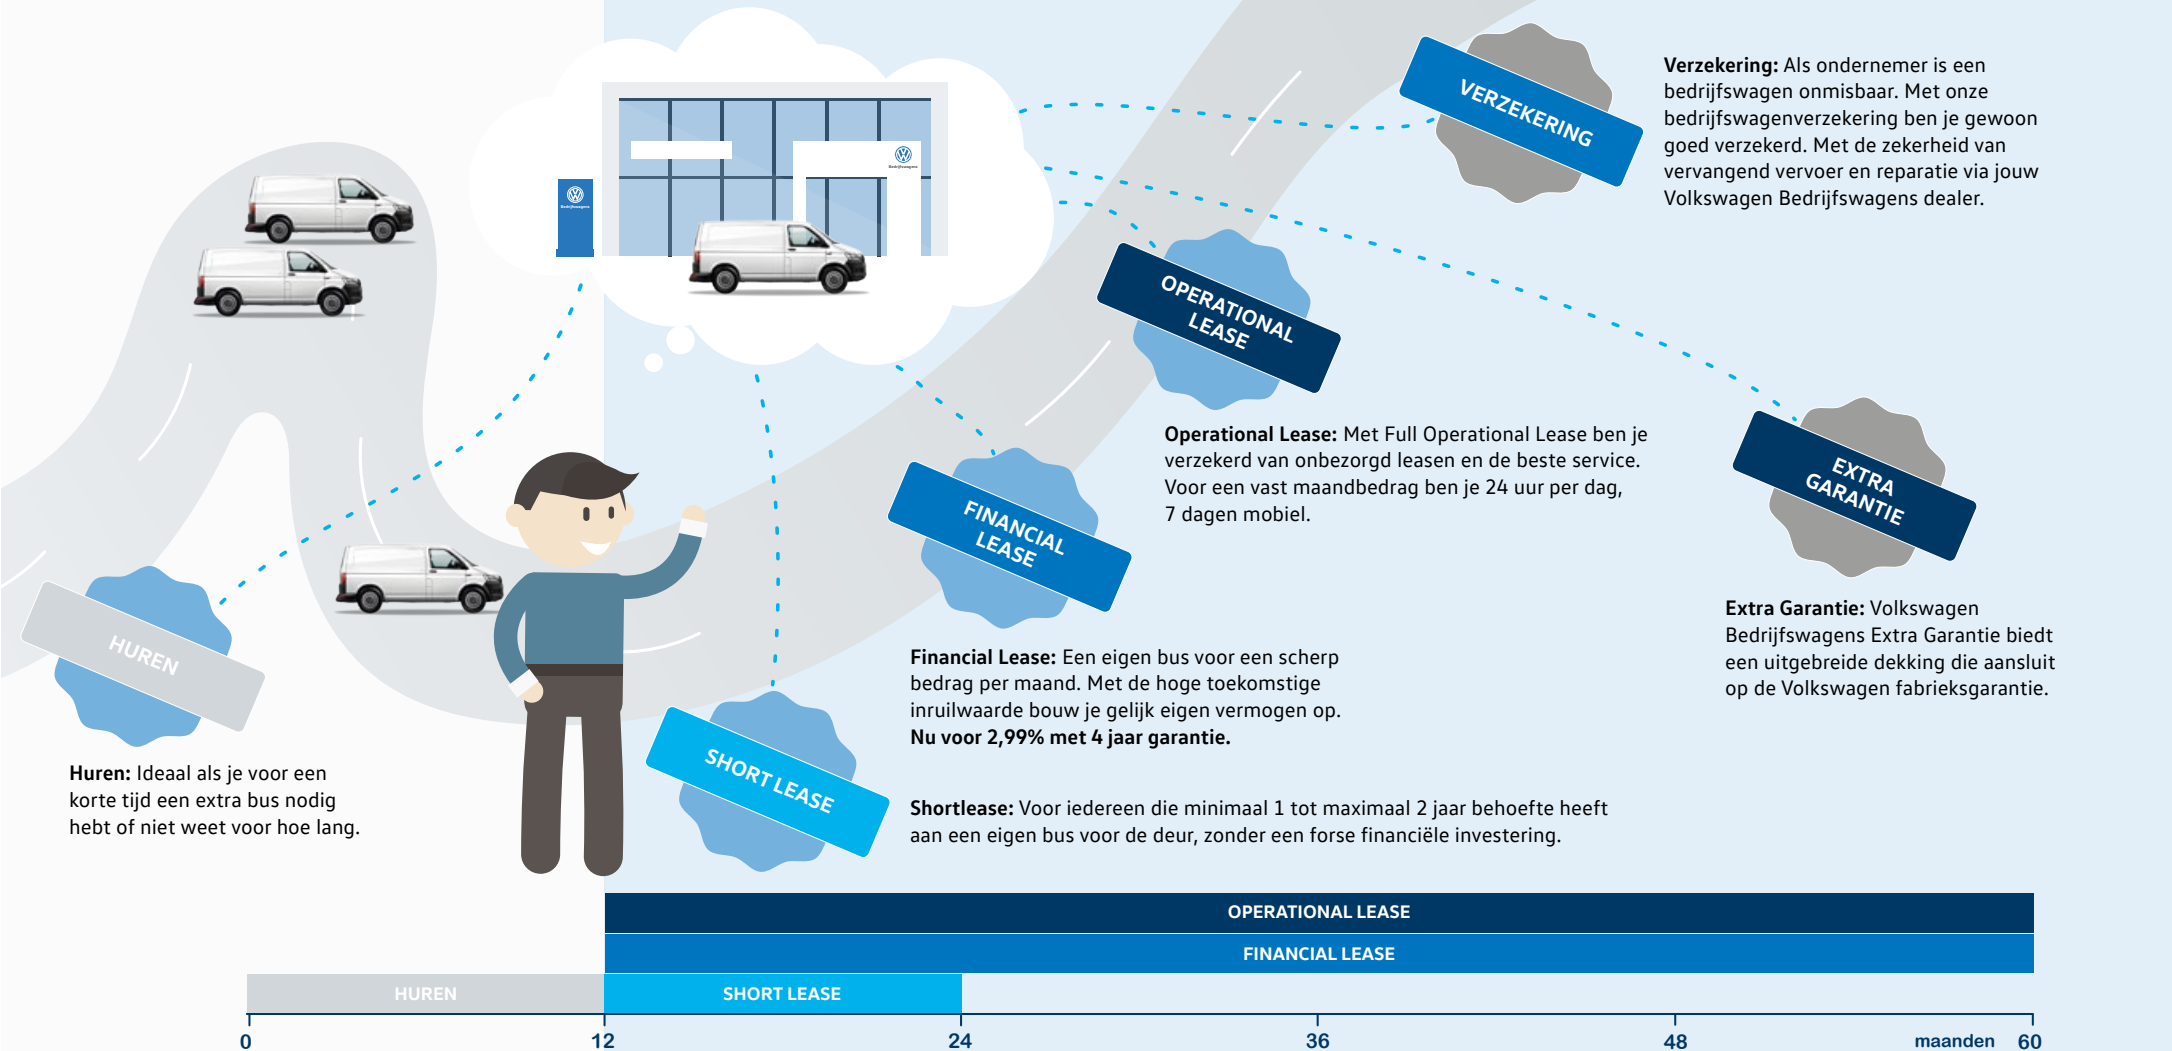 Bedrijfswagens
Bedrijfswagens
VERZEKERING
Verzekering: Als ondernemer is een
bedrijfswagen onmisbaar. Met onze
bedrijfswagenverzekering ben je gewoon
goed verzekerd. Met de zekerheid van
vervangend vervoer en reparatie via jouw
Volkswagen Bedrijfswagens dealer.
OPERATIONAL
LEASE
Operational Lease: Met Full Operational Lease ben je
verzekerd van onbezorgd leasen en de beste service.
Voor een vast maandbedrag ben je 24 uur per dag,
7 dagen mobiel.
EXTRA
GARANTIE
Extra Garantie: Volkswagen
Bedrijfswagens Extra Garantie biedt
een uitgebreide dekking die aansluit
op de Volkswagen fabrieksgarantie.
FINANCIAL
LEASE
Financial Lease: Een eigen bus voor een scherp
bedrag per maand. Met de hoge toekomstige
inruilwaarde bouw je gelijk eigen vermogen op.
Nu voor 2,99% met 4 jaar garantie.
HUREN
Huren: Ideaal als je voor een
korte tijd een extra bus nodig
hebt of niet weet voor hoe lang.
SHORT LEASE
Shortlease: Voor iedereen die minimaal 1 tot maximaal 2 jaar behoefte heeft
aan een eigen bus voor de deur, zonder een forse financiële investering.
OPERATIONAL LEASE
FINANCIAL LEASE
HUREN SHORT LEASE
0 12 24 36 48 maanden 60